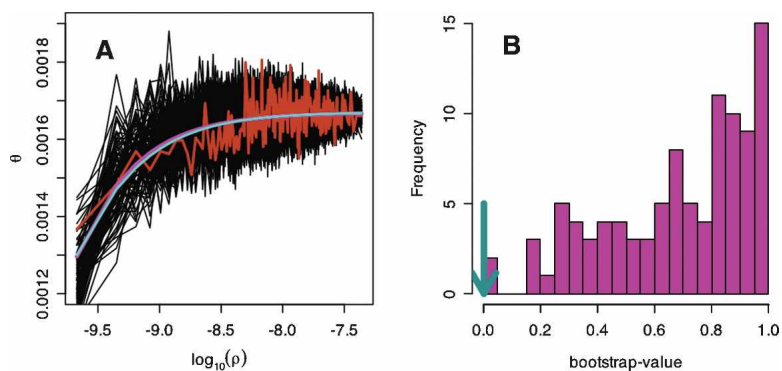 A
θ
0.0018
0.0016
0.0014
0.0012
-9.5 -9.0 -8.5 -8.0 -7.5
log10(ρ)
B
Frequency
15
10
5
0
0.0 0.2 0.4 0.6 0.8 1.0
bootstrap-value